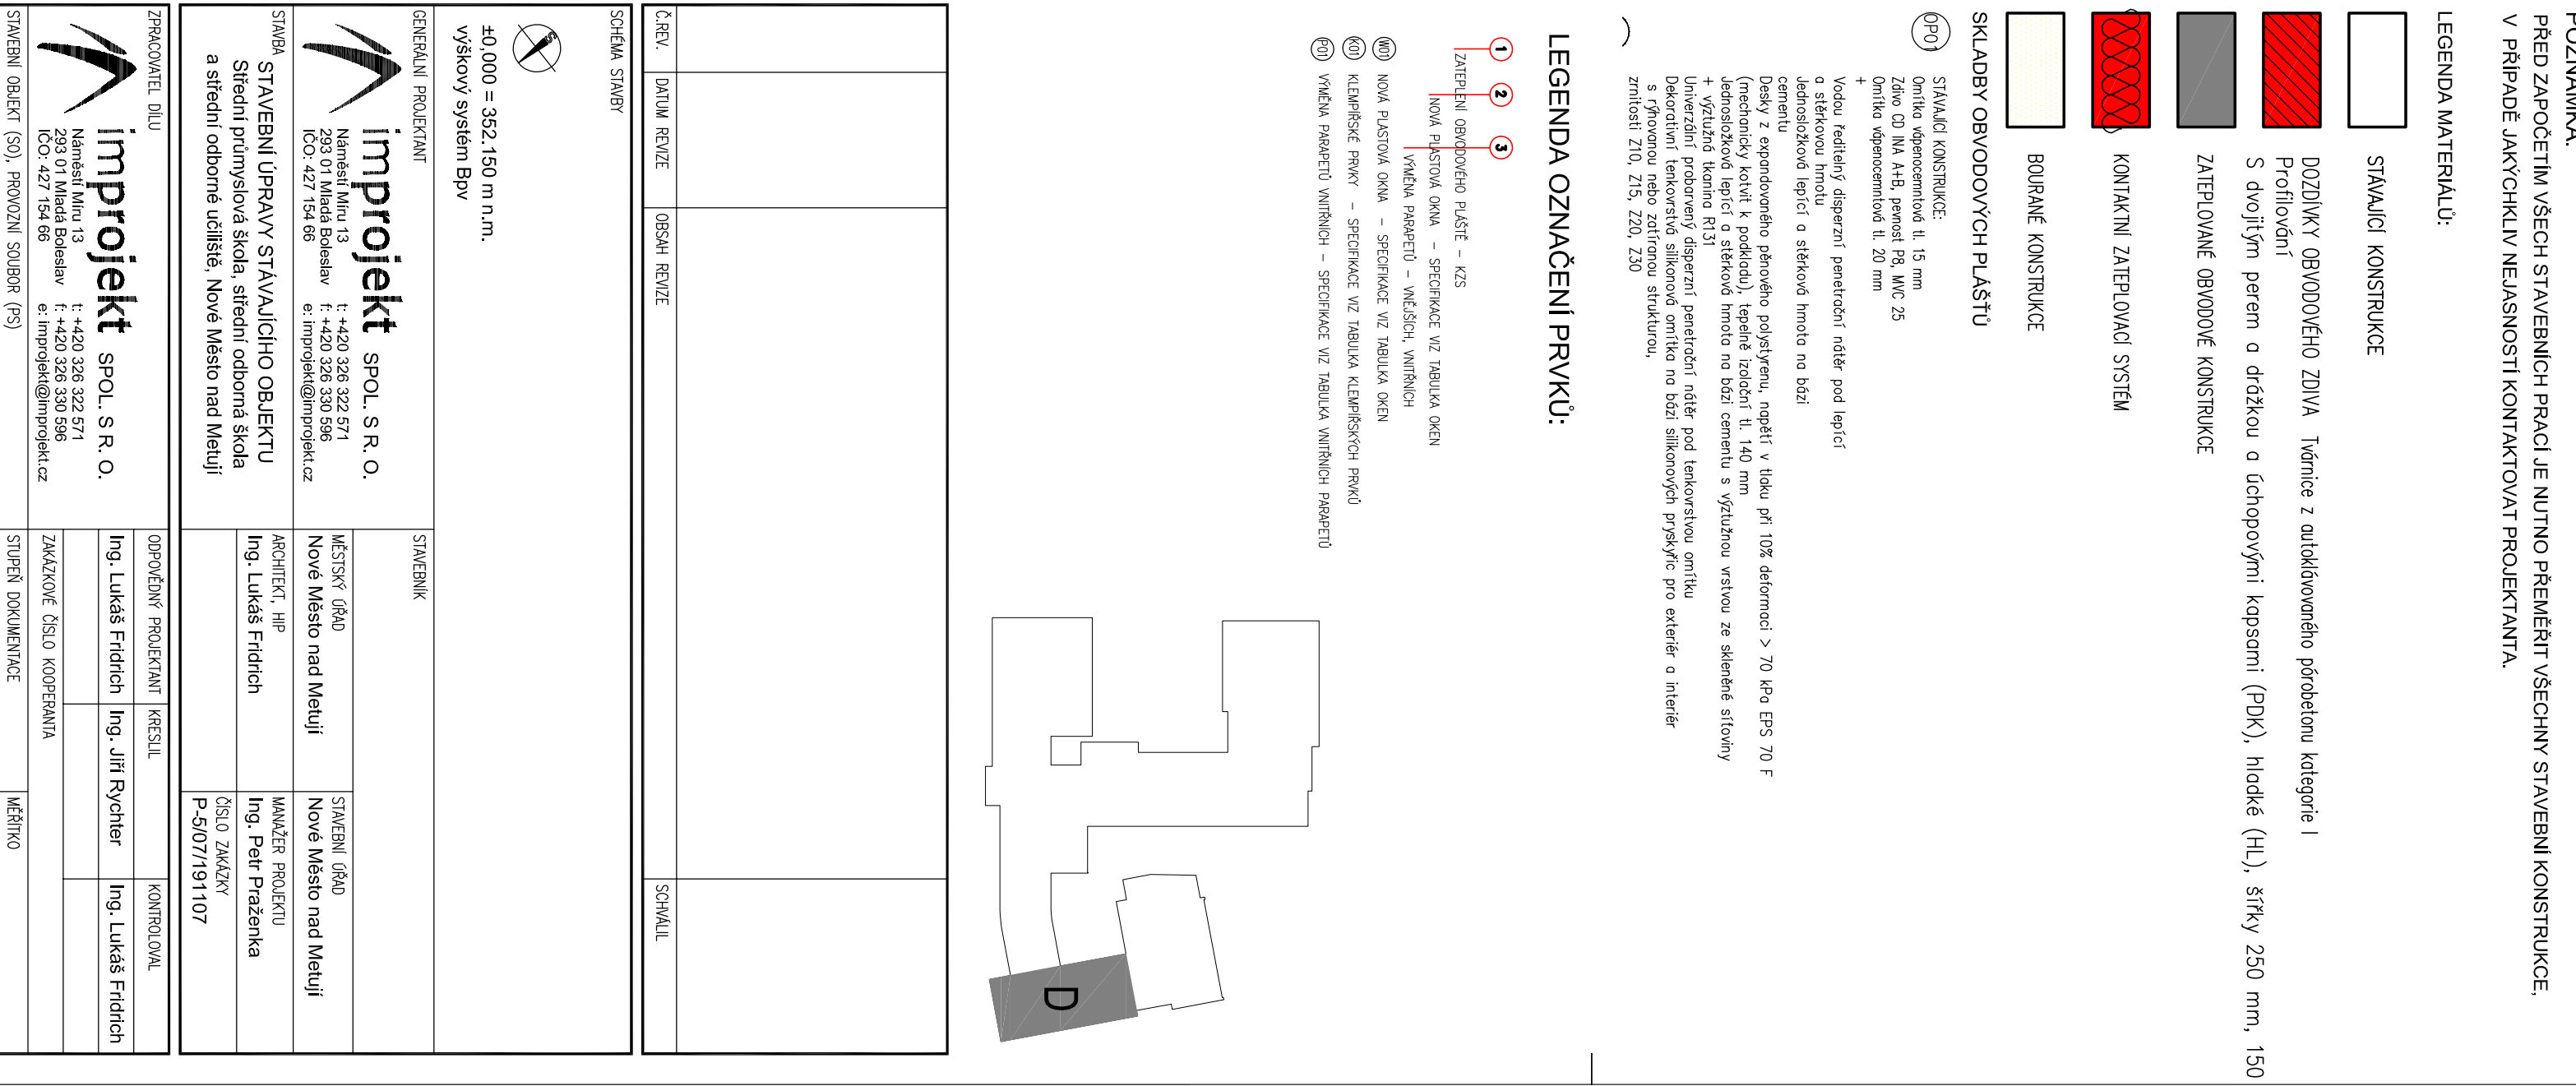 POZNÁMKA:
PŘED ZAPOČETÍM VŠECH STAVEBNÍCH PRACÍ JE NUTNO PŘEMĚŘIT VŠECHNY STAVEBNÍ KONSTRUKCE,
V PŘÍPADĚ JAKÝCHKLIV NEJASNOSTÍ KONTAKTOVAT PROJEKTANTA.
LEGENDA MATERIÁLŮ:
STÁVAJÍCÍ KONSTRUKCE
DOZDÍVKY OBVODOVÉHO ZDIVA Tvárnice z autoklávovaného pórobetonu kategorie I
Profilování
S dvojitým perem a drážkou a úchopovými kapsami (PDK), hladké (HL), šířky 250 mm, 150
ZATEPLOVANÉ OBVODOVÉ KONSTRUKCE
KONTAKTNÍ ZATEPLOVACÍ SYSTÉM
BOURANÉ KONSTRUKCE
SKLADBY OBVODOVÝCH PLÁŠŤŮ
OP01
STÁVAJÍCÍ KONSTRUKCE:
Omítka vápenocemntová tl. 15 mm
Zdivo CD INA A+B, pevnost P8, MVC 25
Omítka vápenocemntová tl. 20 mm
+
Vodou ředitelný disperzní penetrační nátěr pod lepící
a stěrkovou hmotu
Jednosložková lepící a stěrková hmota na bázi
cementu
Desky z expandovaného pěnového polystyrenu, napětí v tlaku při 10% deformaci > 70 kPa EPS 70 F
(mechanicky kotvit k podkladu), tepelně izolační tl. 140 mm
Jednosložková lepící a stěrková hmota na bázi cementu s výztužnou vrstvou ze skleněné síťoviny
+ výztužná tkanina R131
Univerzální probarvený disperzní penetrační nátěr pod tenkovrstvou omítku
Dekorativní tenkovrstvá silikonová omítka na bázi silikonových pryskyřic pro exteriér a interiér
s rýhovanou nebo zatíranou strukturou,
zrnitosti Z10, Z15, Z20, Z30
LEGENDA OZNAČENÍ PRVKŮ:
1 ZATEPLENÍ OBVODOVÉHO PLÁŠTĚ – KZS
2 NOVÁ PLASTOVÁ OKNA – SPECIFIKACE VIZ TABULKA OKEN
3 VÝMĚNA PARAPETŮ – VNĚJŠÍCH, VNITŘNÍCH
W01 NOVÁ PLASTOVÁ OKNA – SPECIFIKACE VIZ TABULKA OKEN
K01 KLEMPÍŘSKÉ PRVKY – SPECIFIKACE VIZ TABULKA KLEMPÍŘSKÝCH PRVKŮ
P01 VÝMĚNA PARAPETŮ VNITŘNÍCH – SPECIFIKACE VIZ TABULKA VNITŘNÍCH PARAPETŮ
D
Č.REV. DATUM REVIZE OBSAH REVIZE SCHVÁLIL
SCHÉMA STAVBY
S
±0,000 = 352.150 m n.m.
výškový systém Bpv
GENERÁLNÍ PROJEKTANT
improjekt SPOL. S R. O.
Náměstí Míru 13 t: +420 326 322 571
293 01 Mladá Boleslav f: +420 326 330 596
IČO: 427 154 66 e: improjekt@improjekt.cz
STAVEBNÍK
MĚSTSKÝ ÚŘAD
Nové Město nad Metují
STAVEBNÍ ÚŘAD
Nové Město nad Metují
STAVBA
STAVEBNÍ ÚPRAVY STÁVAJÍCÍHO OBJEKTU
Střední průmyslová škola, střední odborná škola
a střední odborné učiliště, Nové Město nad Metují
ARCHITEKT, HIP
Ing. Lukáš Fridrich
MANAŽER PROJEKTU
Ing. Petr Praženka
ČÍSLO ZAKÁZKY
P-5/07/191107
ZPRACOVATEL DÍLU
improjekt SPOL. S R. O.
Náměstí Míru 13 t: +420 326 322 571
293 01 Mladá Boleslav f: +420 326 330 596
IČO: 427 154 66 e: improjekt@improjekt.cz
ODPOVĚDNÝ PROJEKTANT KRESLIL KONTROLOVAL
Ing. Lukáš Fridrich Ing. Jiří Rychter Ing. Lukáš Fridrich
ZAKÁZKOVÉ ČÍSLO KOOPERANTA
STAVEBNÍ OBJEKT (SO), PROVOZNÍ SOUBOR (PS) STUPEŇ DOKUMENTACE MĚŘÍTKO